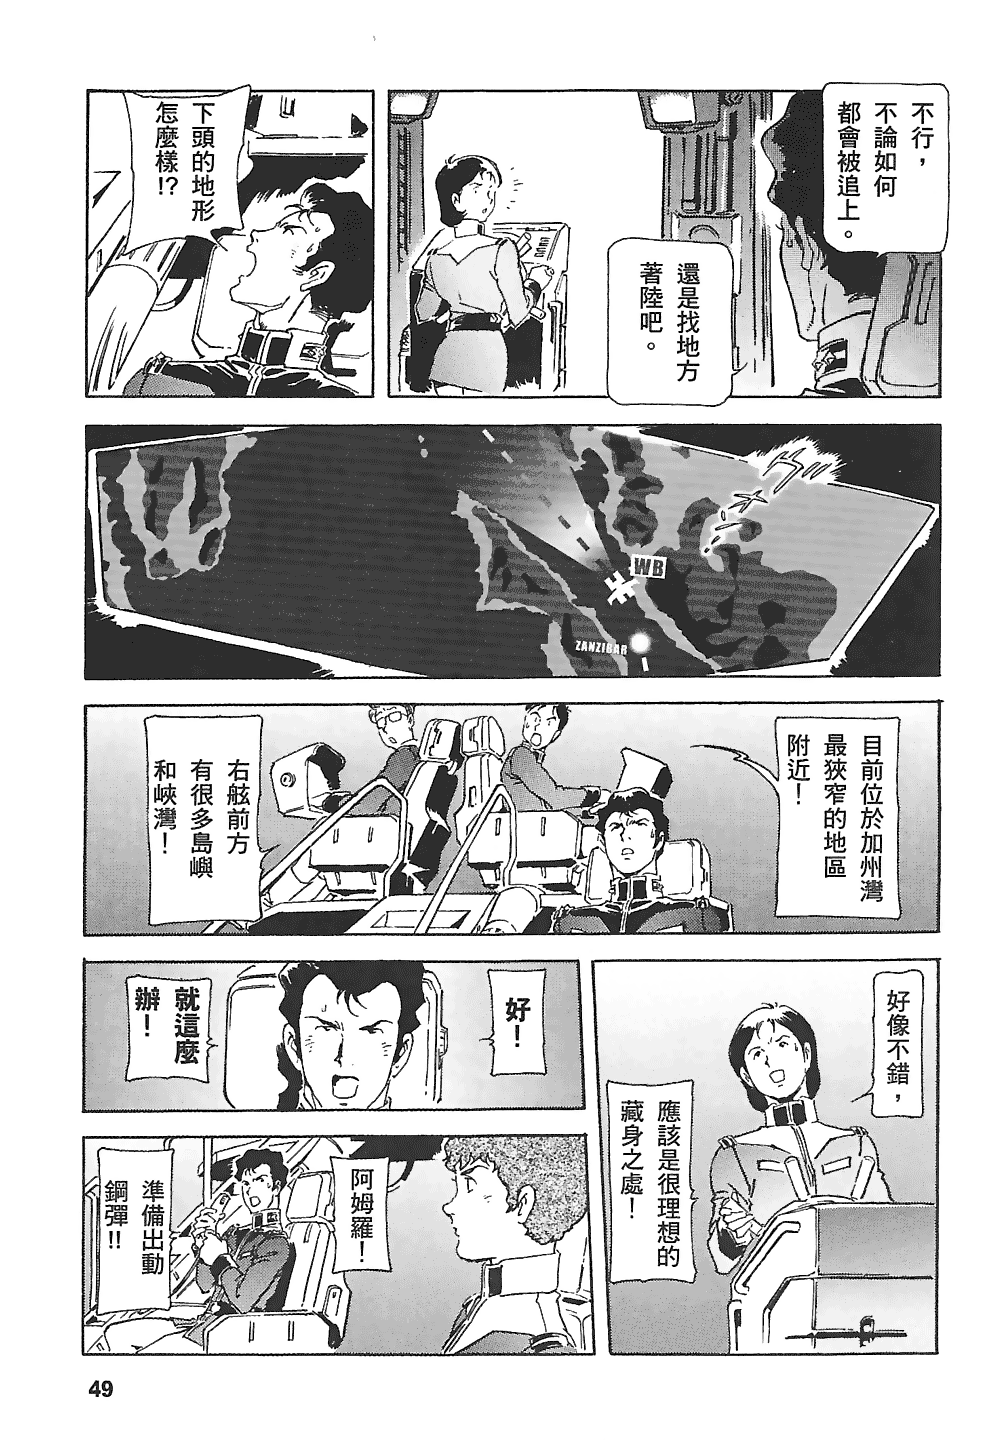 不行，
不論如何
都會被追上。
還是找地方
著陸吧。
下頭的地形
怎麼樣!?
ヴゥ
WB
ZANZIBAR
目前位於加州灣
最狹窄的地區
附近！
右舷前方
有很多島嶼
和峽灣！
好像不錯，
應該是很理想的
藏身之處！
好！
就這麼
辦！
阿姆羅！
準備出動
鋼彈!!
49